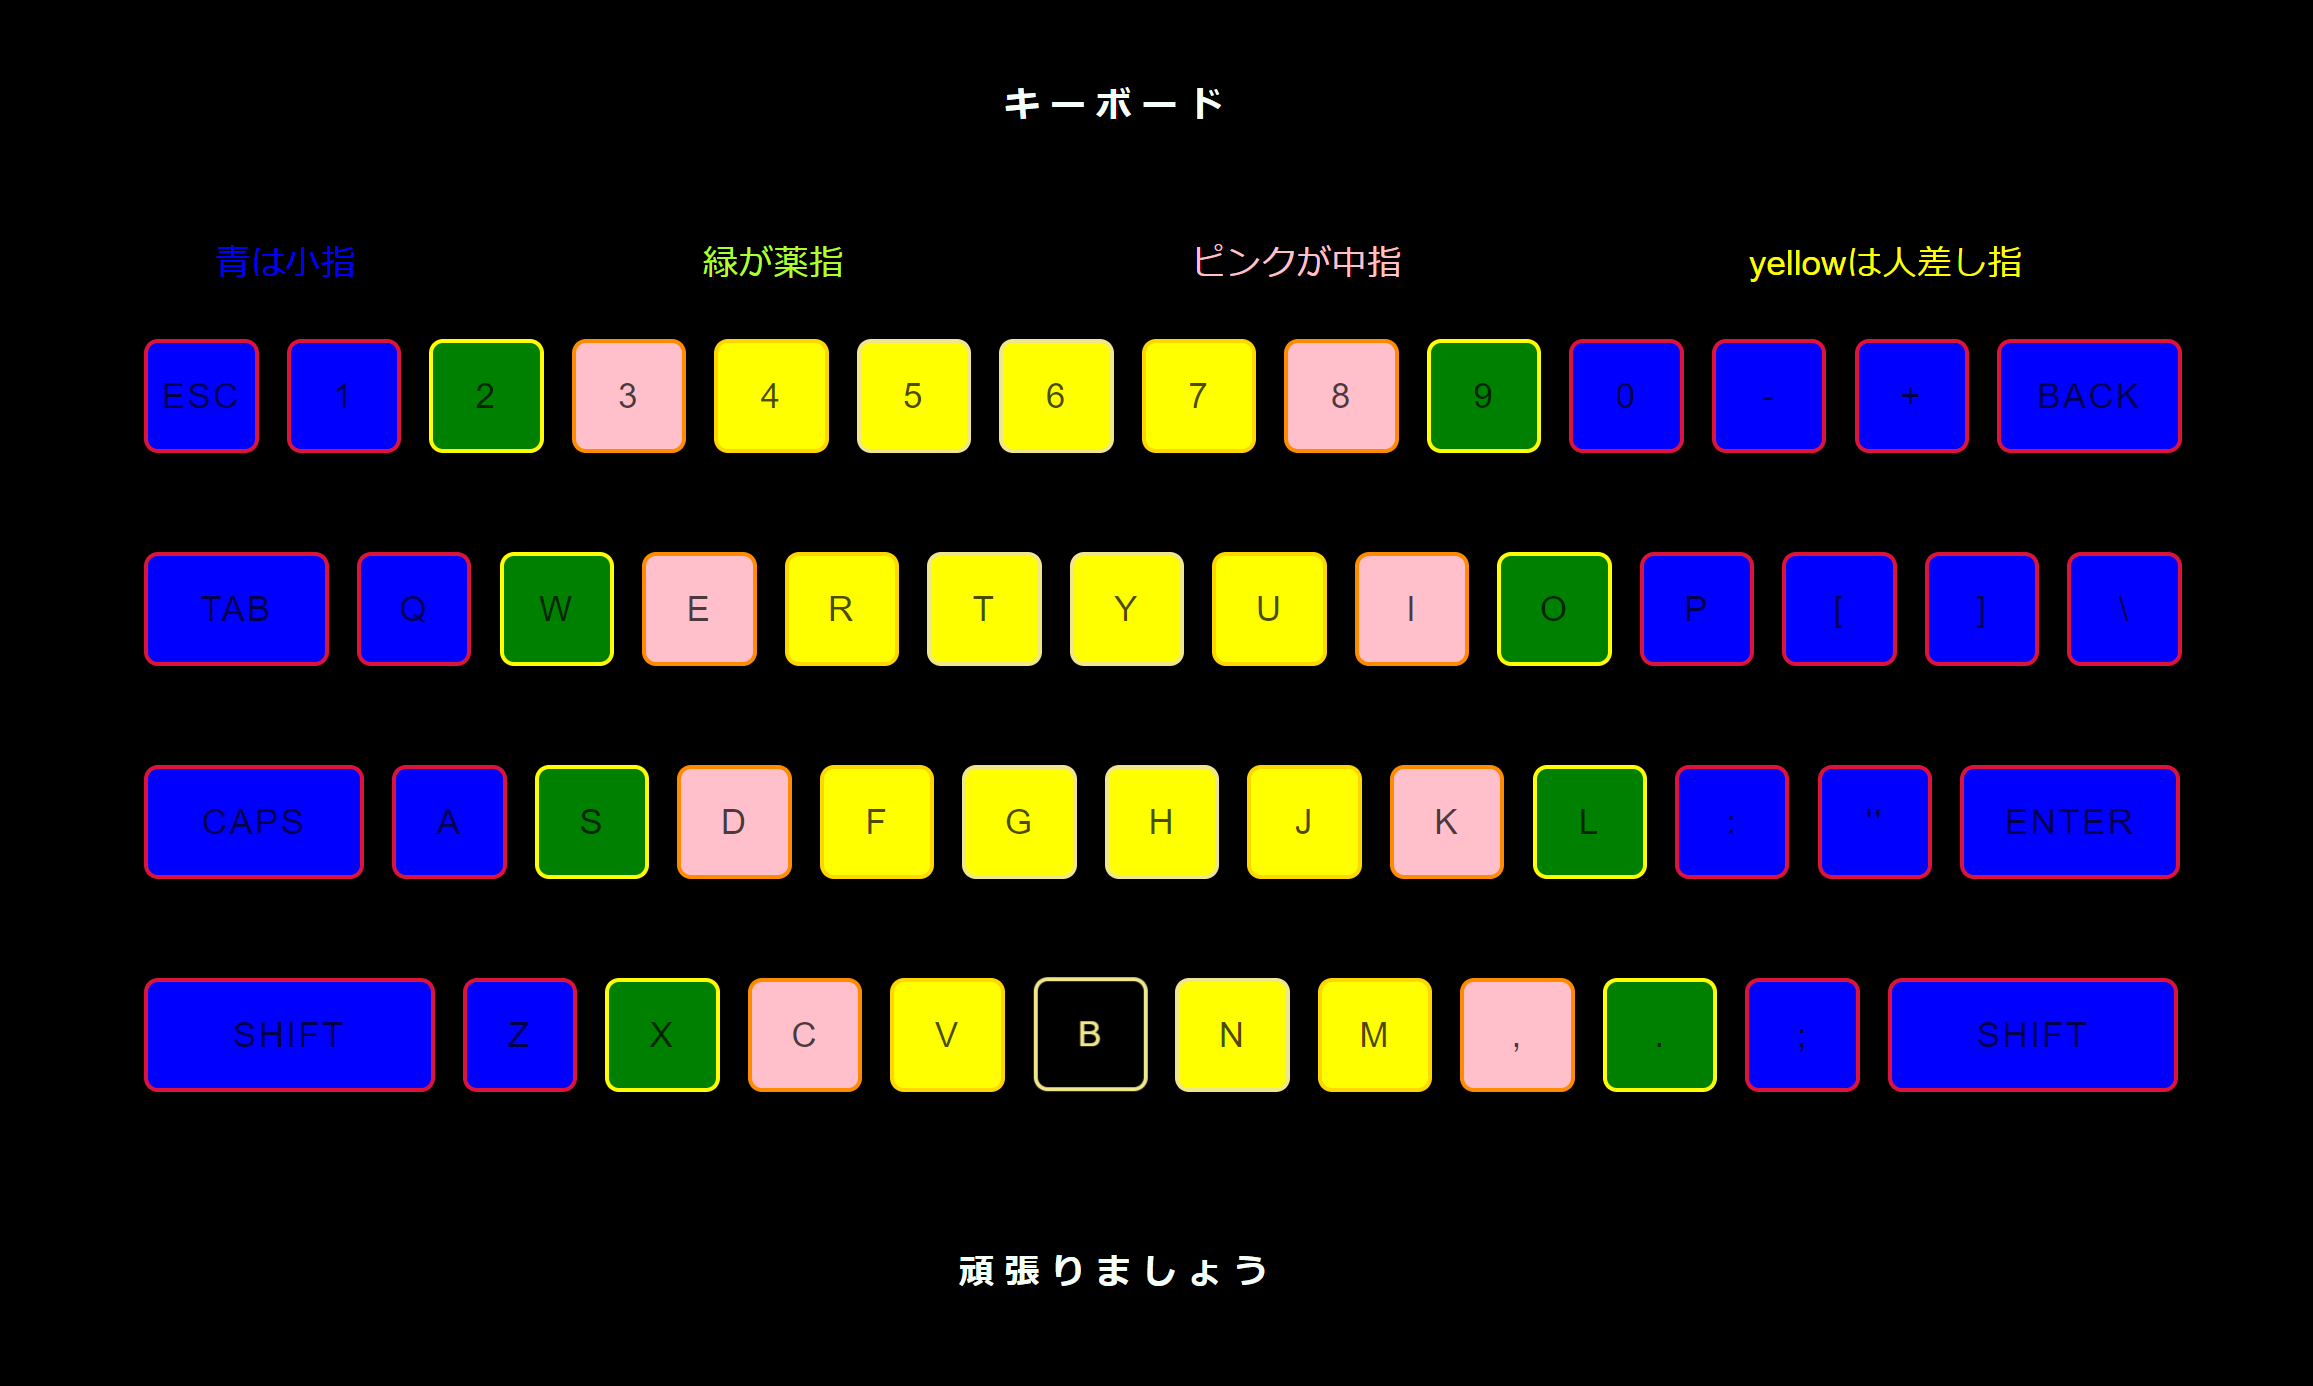 キーボード
青は小指 緑が薬指 ピンクが中指 yellowは人差し指
ESC 1 2 3 4 5 6 7 8 9 0 - + BACK
TAB Q W E R T Y U I O P [ ] \
CAPS A S D F G H J K L : " ENTER
SHIFT Z X C V B N M , . ; SHIFT
頑張りましょう